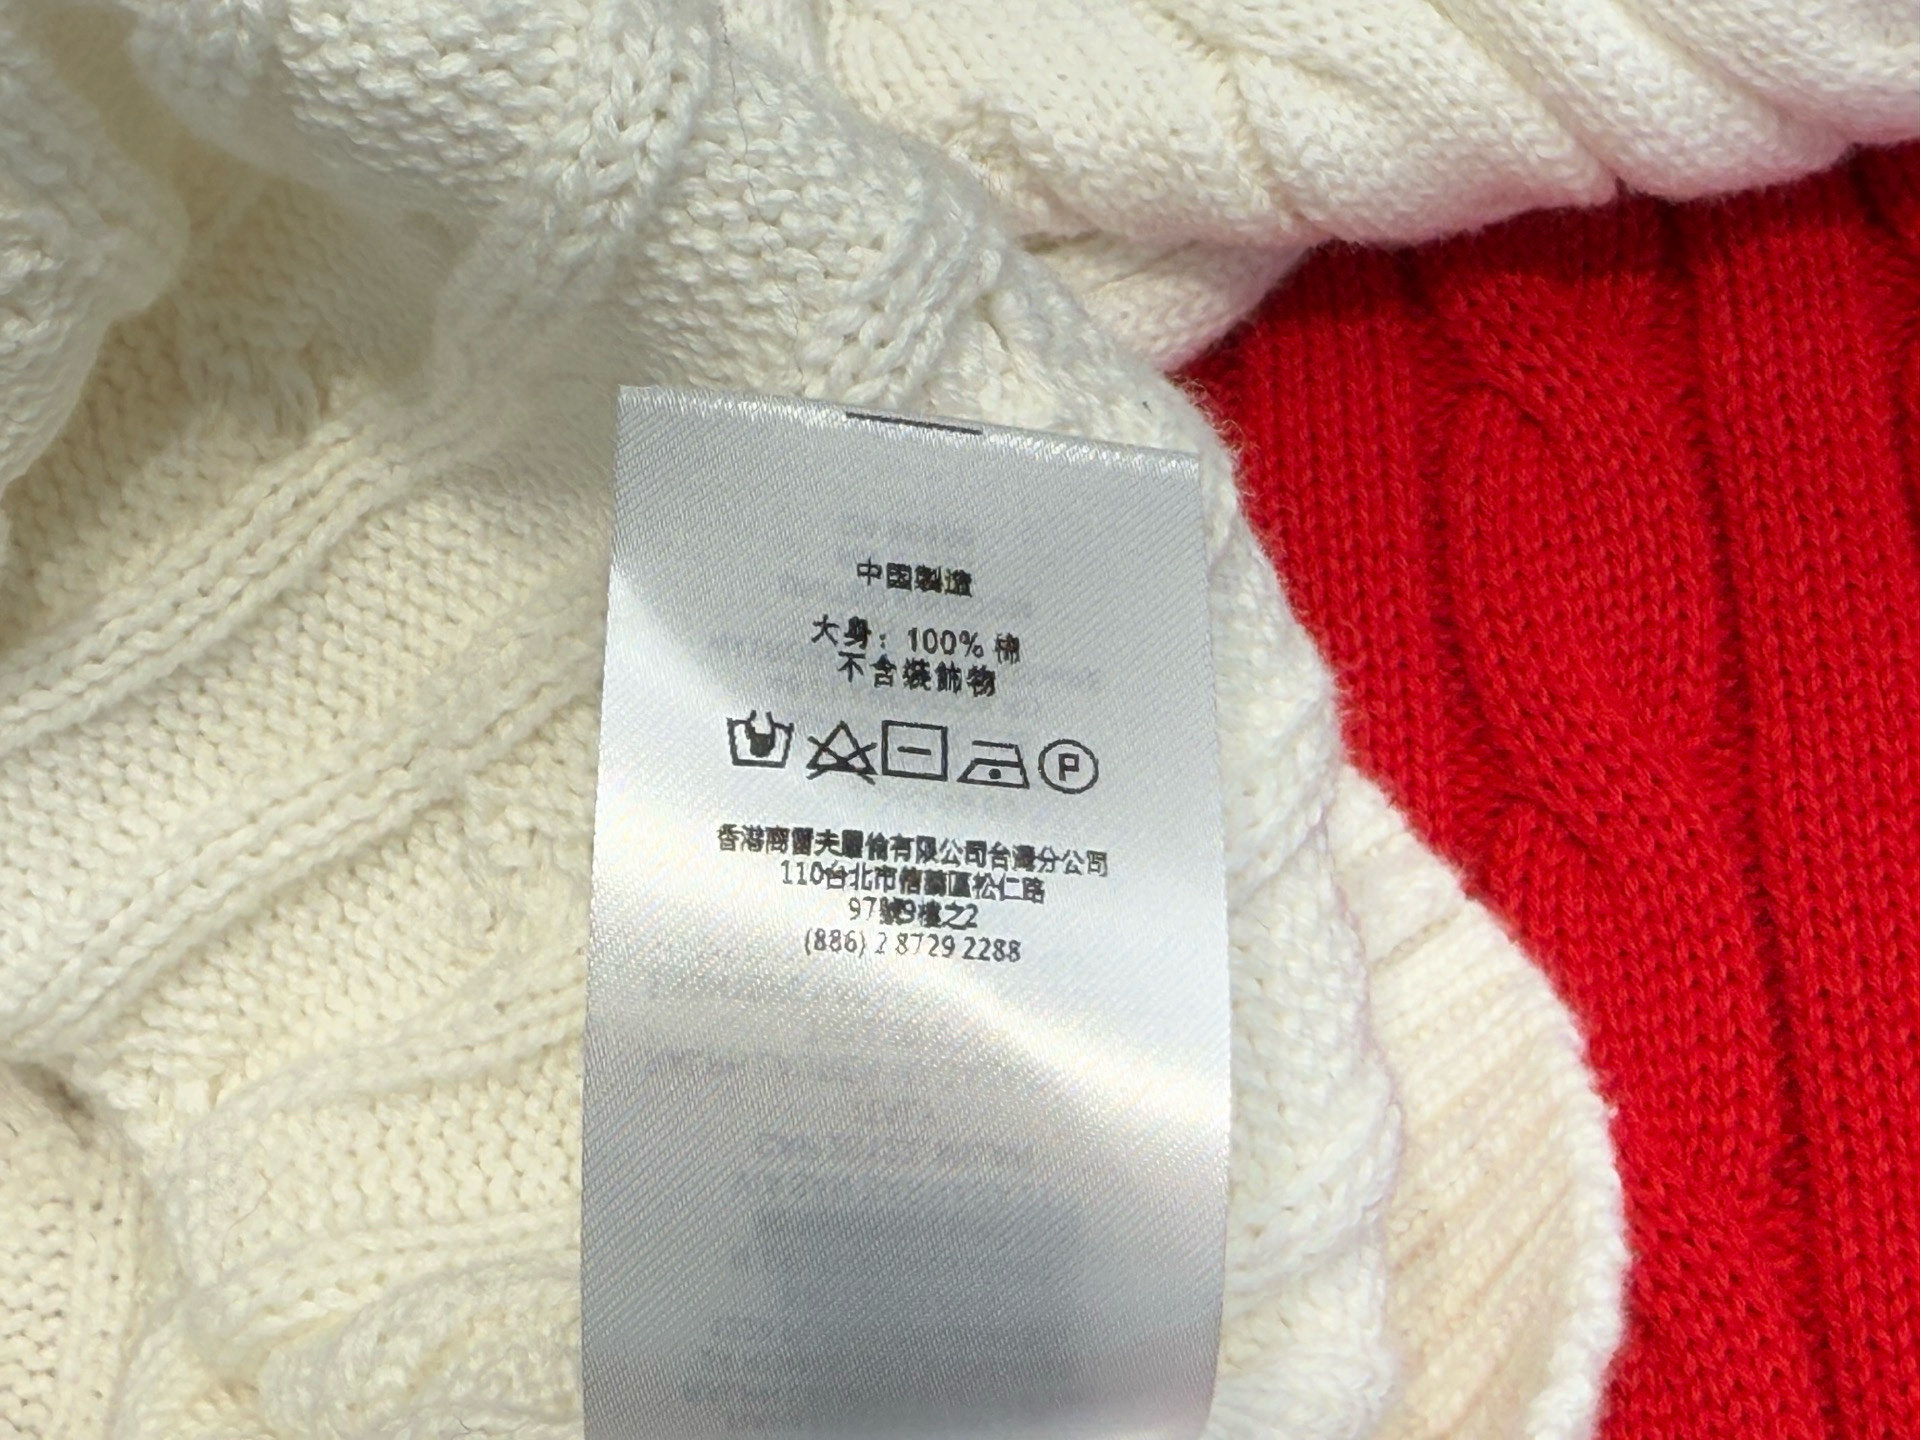 中国製造
大身：100% 棉
不含裝飾物
P
香港商雷夫羅倫有限公司台灣分公司
110台北市信義區松仁路
97號9樓之2
(886) 2 8729 2288